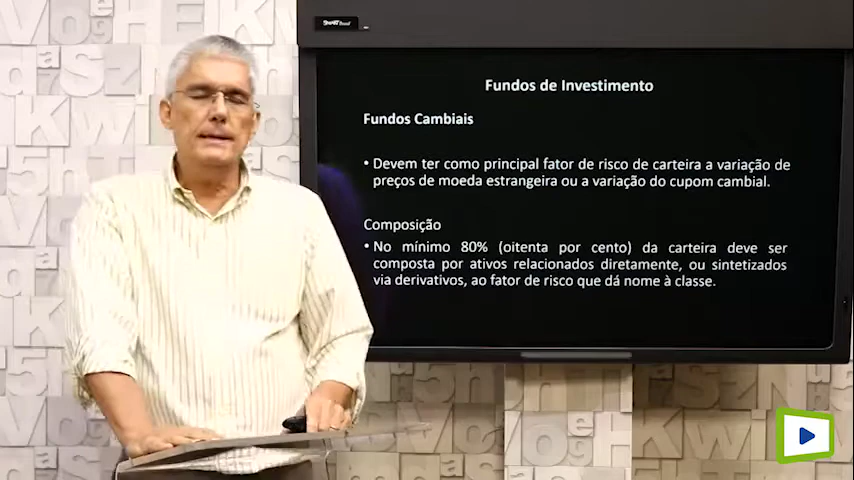 SMART Board
Fundos de Investimento
Fundos Cambiais
• Devem ter como principal fator de risco de carteira a variação de
preços de moeda estrangeira ou a variação do cupom cambial.
Composição
• No mínimo 80% (oitenta por cento) da carteira deve ser
composta por ativos relacionados diretamente, ou sintetizados
via derivativos, ao fator de risco que dá nome à classe.